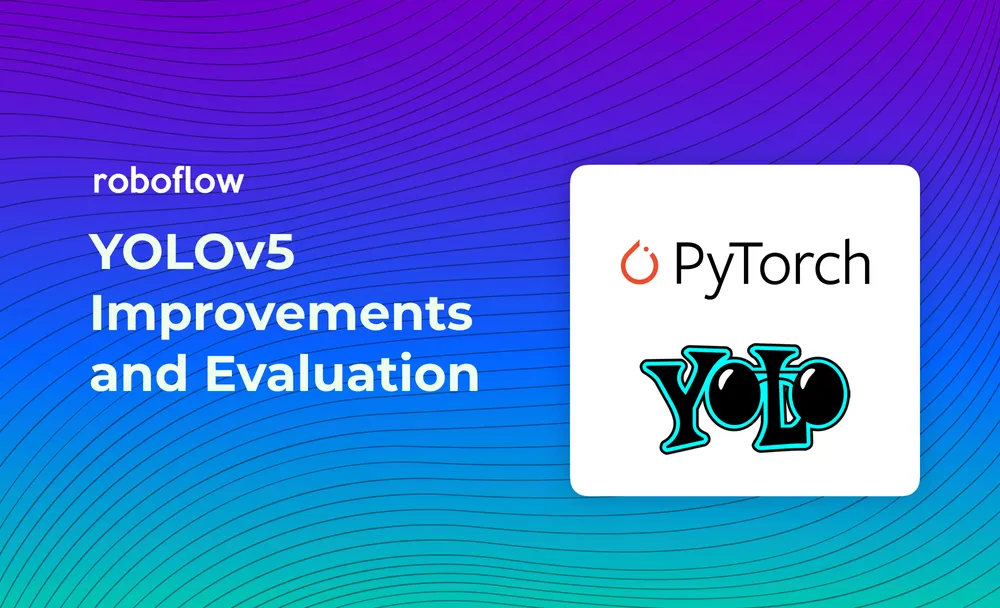 roboflow
YOLOv5
Improvements
and Evaluation
PyTorch
YOLO